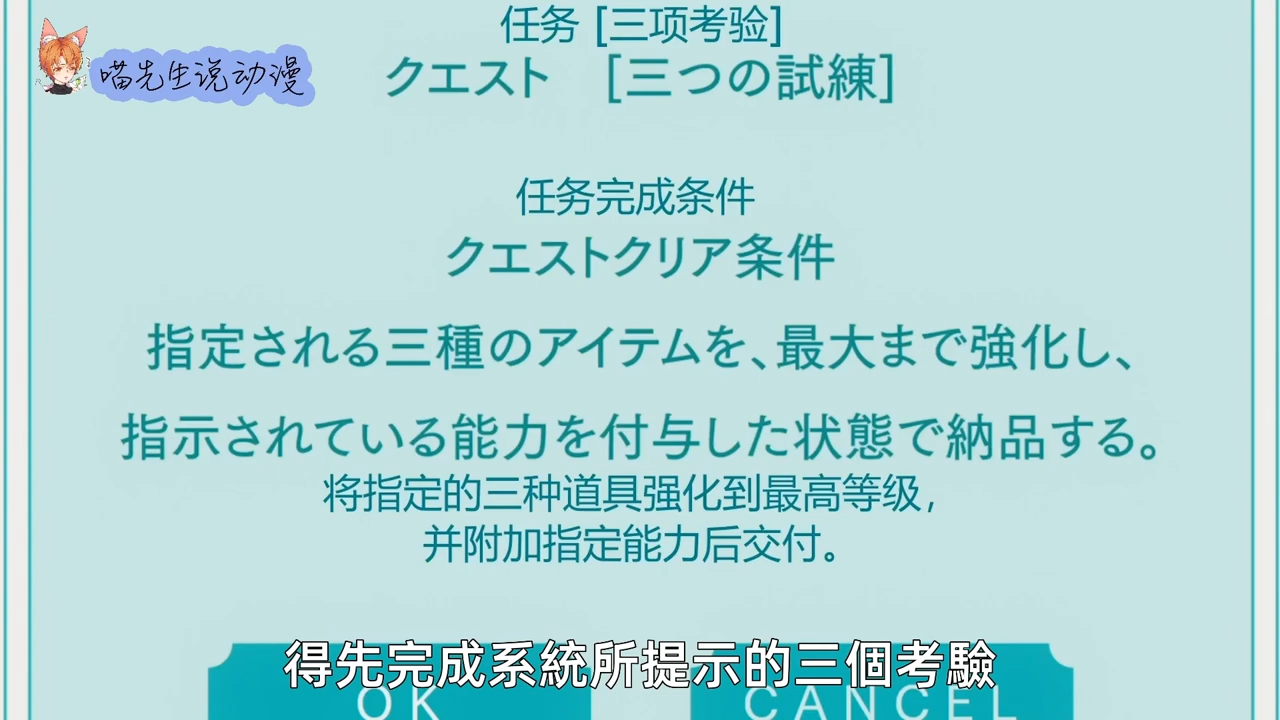 任务 [三项考验]
喵先生说动漫
クエスト [三つの試練]
任务完成条件
クエストクリア条件
指定される三種のアイテムを、最大まで強化し、
指示されている能力を付与した状態で納品する。
将指定的三种道具强化到最高等级，
并附加指定能力后交付。
得先完成系統所提示的三個考驗
OK CANCEL